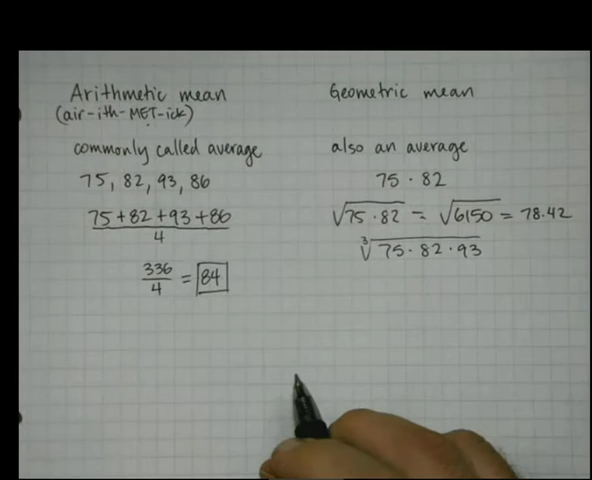 Arithmetic mean
(air-ith-MET-ick)
commonly called average
75, 82, 93, 86
75+82+93+86
4
336
4
= 84
Geometric mean
also an average
75 · 82
√75·82 = √6150 = 78.42
∛75·82·93